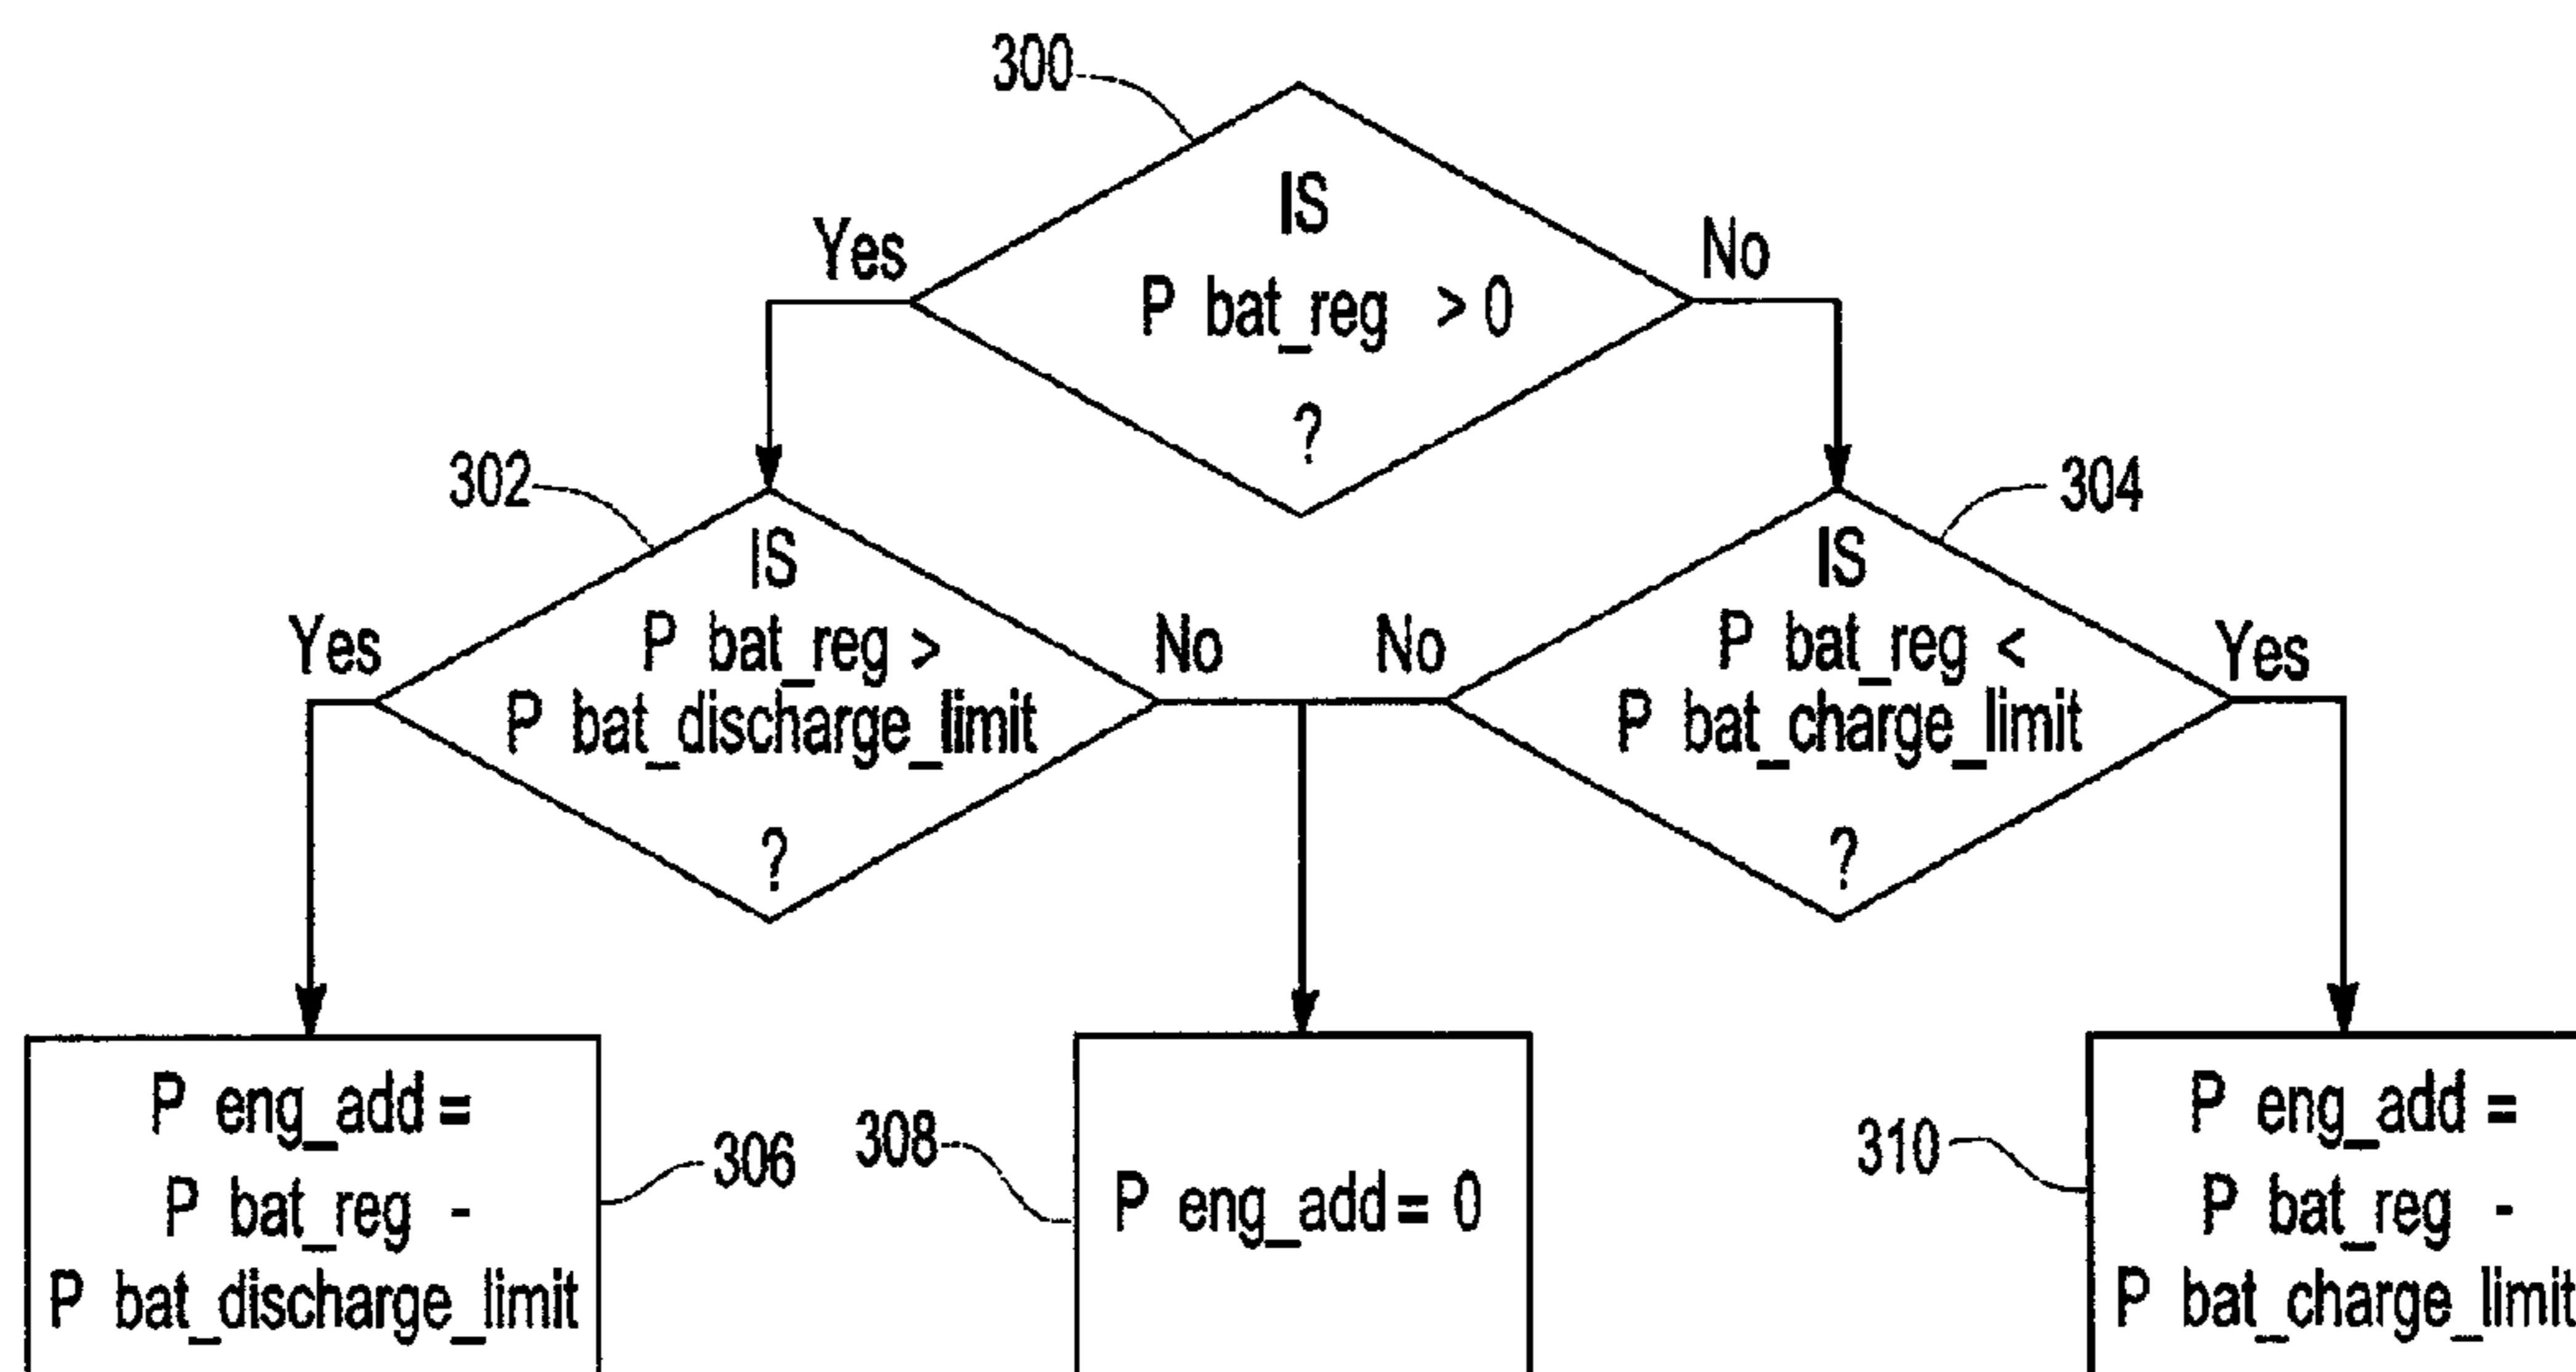 300
IS
P bat_reg > 0
?
Yes
No
302
IS
P bat_reg >
P bat_discharge_limit
?
Yes
No
304
IS
P bat_reg <
P bat_charge_limit
?
No
Yes
P eng_add =
P bat_reg -
P bat_discharge_limit
306
308
P eng_add = 0
310
P eng_add =
P bat_reg -
P bat_charge_limit